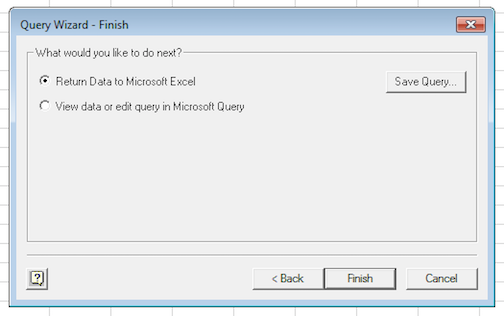 Query Wizard - Finish
What would you like to do next?
Return Data to Microsoft Excel
Save Query...
View data or edit query in Microsoft Query
?
< Back
Finish
Cancel